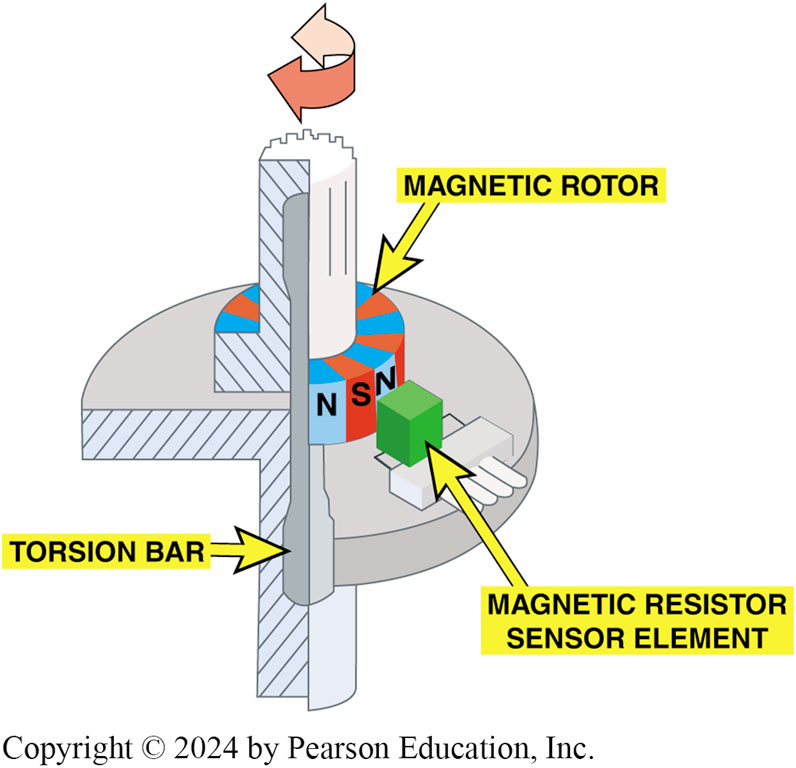 MAGNETIC ROTOR
N
S
N
TORSION BAR
MAGNETIC RESISTOR
SENSOR ELEMENT
Copyright © 2024 by Pearson Education, Inc.